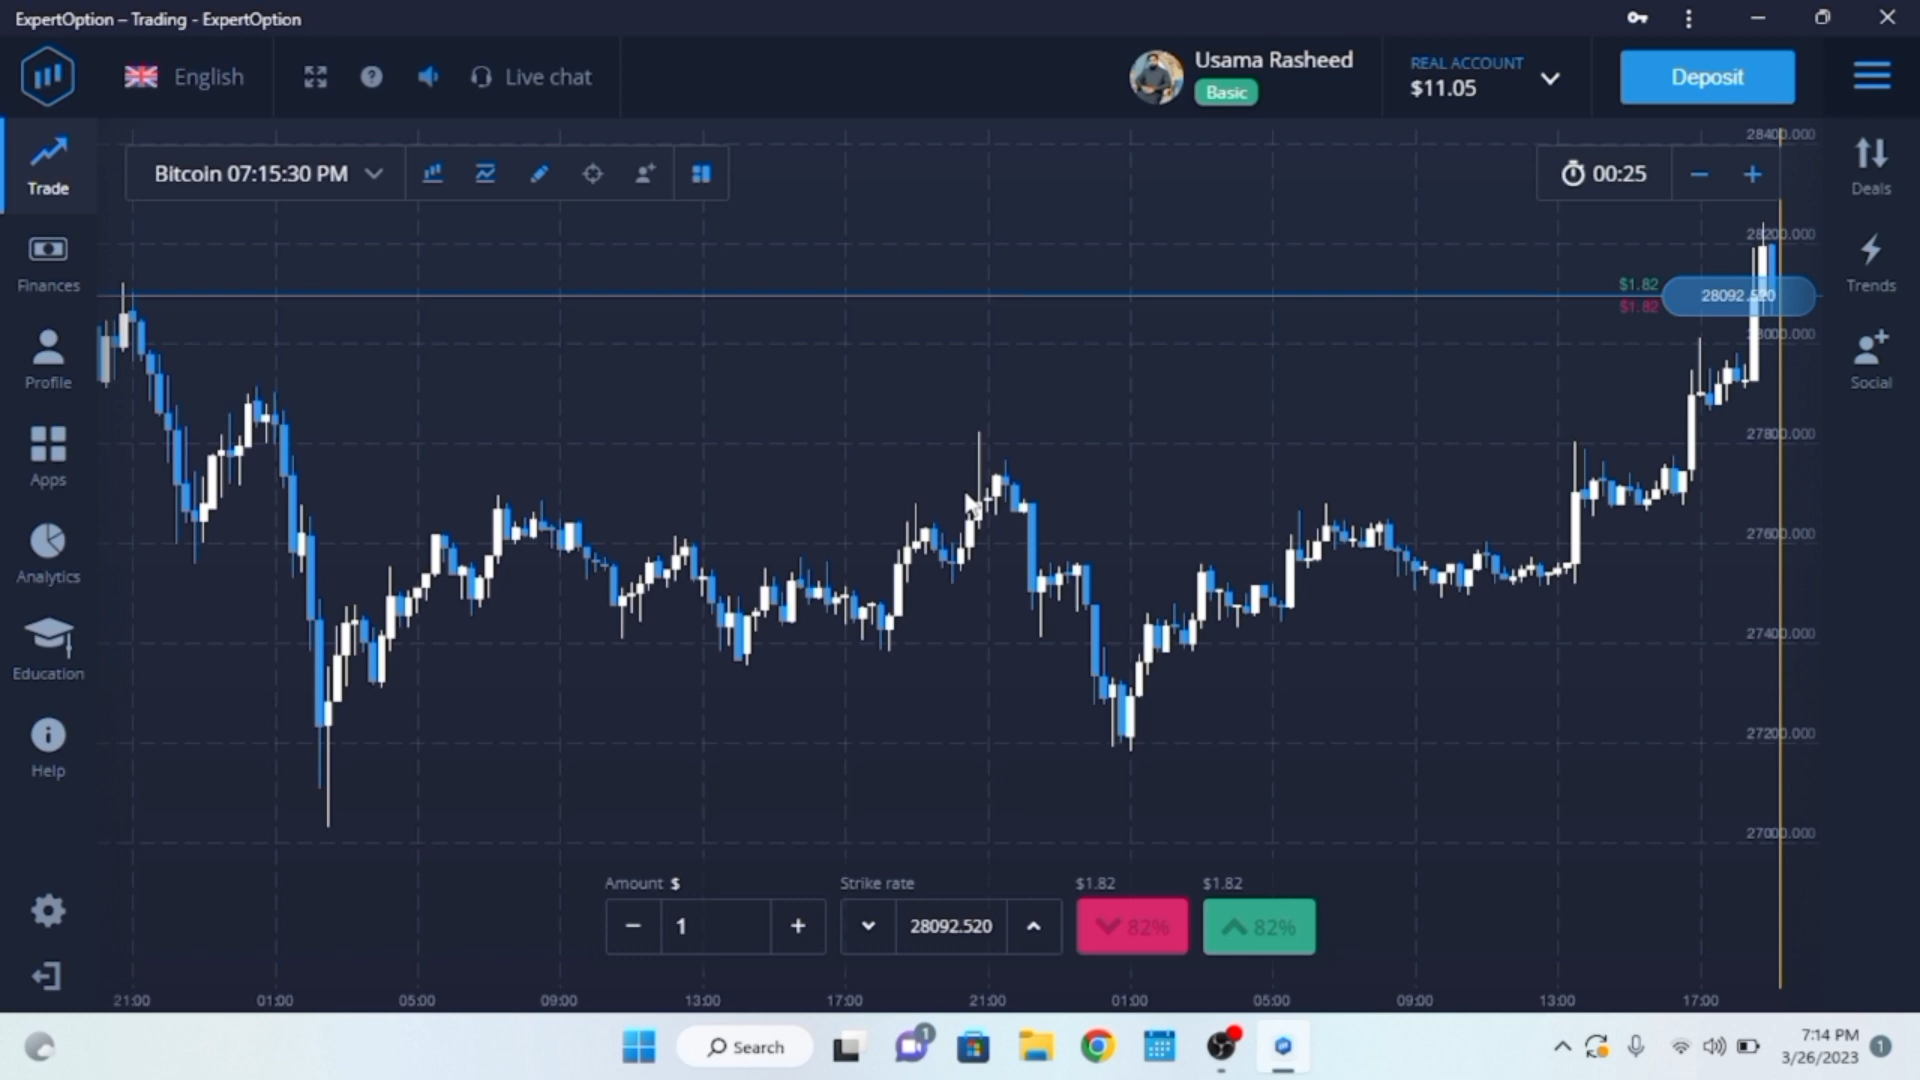 ExpertOption – Trading - ExpertOption
English
Live chat
Usama Rasheed
Basic
REAL ACCOUNT
$11.05
Deposit
Trade
Finances
Profile
Apps
Analytics
Education
Help
Bitcoin 07:15:30 PM
00:25
Deals
Trends
Social
28400.000
28200.000
$1.82
$1.82
28092.520
28000.000
27800.000
27600.000
27400.000
27200.000
27000.000
Amount $
1
Strike rate
28092.520
$1.82
82%
$1.82
82%
21:00 01:00 05:00 09:00 13:00 17:00 21:00 01:00 05:00 09:00 13:00 17:00
Search
1
7:14 PM
3/26/2023
1